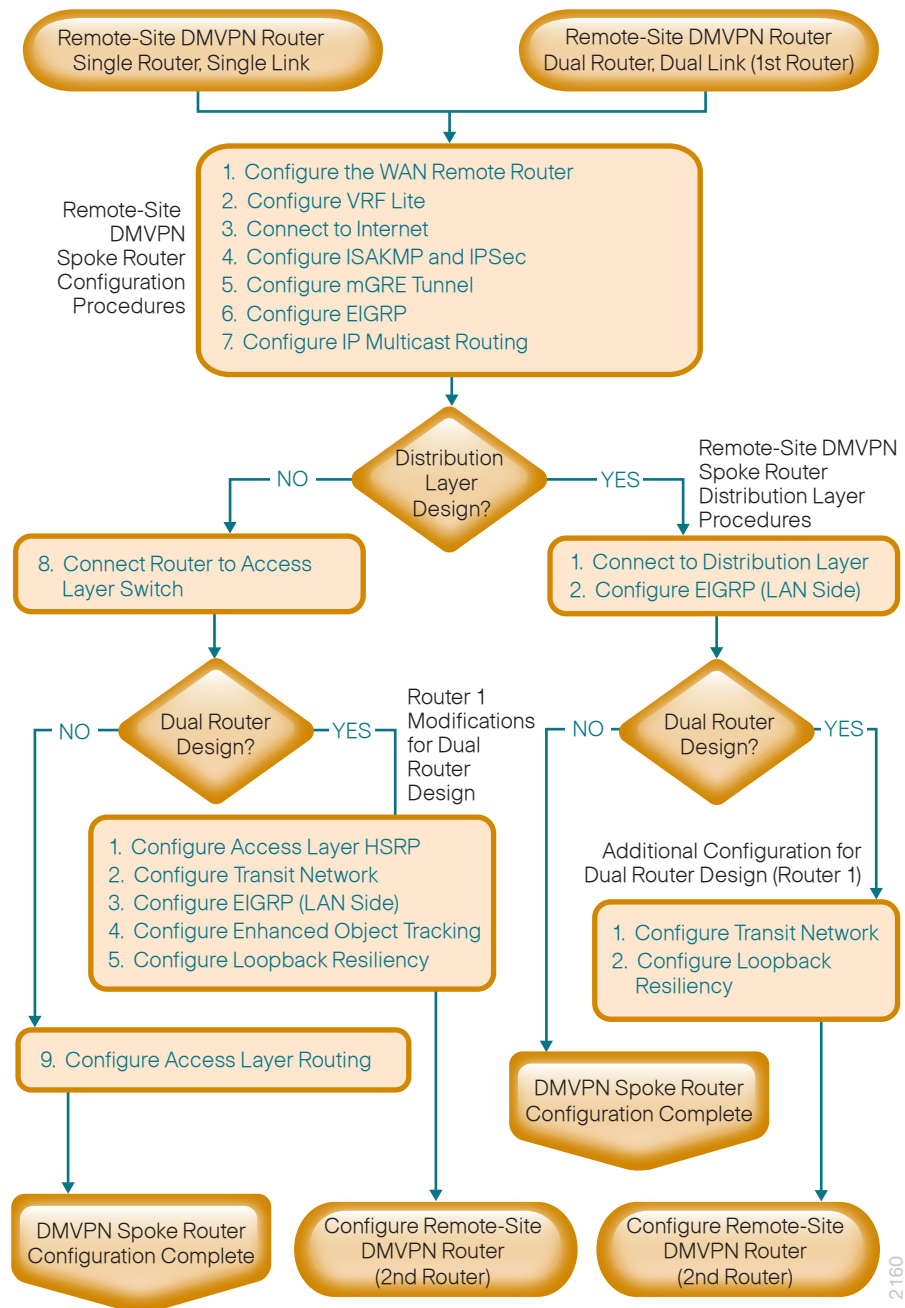 Remote-Site DMVPN Router
Single Router, Single Link
Remote-Site DMVPN Router
Dual Router, Dual Link (1st Router)
Remote-Site
DMVPN
Spoke Router
Configuration
Procedures
1. Configure the WAN Remote Router
2. Configure VRF Lite
3. Connect to Internet
4. Configure ISAKMP and IPSec
5. Configure mGRE Tunnel
6. Configure EIGRP
7. Configure IP Multicast Routing
Distribution
Layer
Design?
NO
YES
Remote-Site DMVPN
Spoke Router
Distribution Layer
Procedures
8. Connect Router to Access
Layer Switch
1. Connect to Distribution Layer
2. Configure EIGRP (LAN Side)
Dual Router
Design?
NO
YES
Router 1
Modifications
for Dual
Router
Design
Dual Router
Design?
NO
YES
1. Configure Access Layer HSRP
2. Configure Transit Network
3. Configure EIGRP (LAN Side)
4. Configure Enhanced Object Tracking
5. Configure Loopback Resiliency
Additional Configuration for
Dual Router Design (Router 1)
1. Configure Transit Network
2. Configure Loopback
Resiliency
9. Configure Access Layer Routing
DMVPN Spoke Router
Configuration Complete
DMVPN Spoke Router
Configuration Complete
Configure Remote-Site
DMVPN Router
(2nd Router)
Configure Remote-Site
DMVPN Router
(2nd Router)
2160